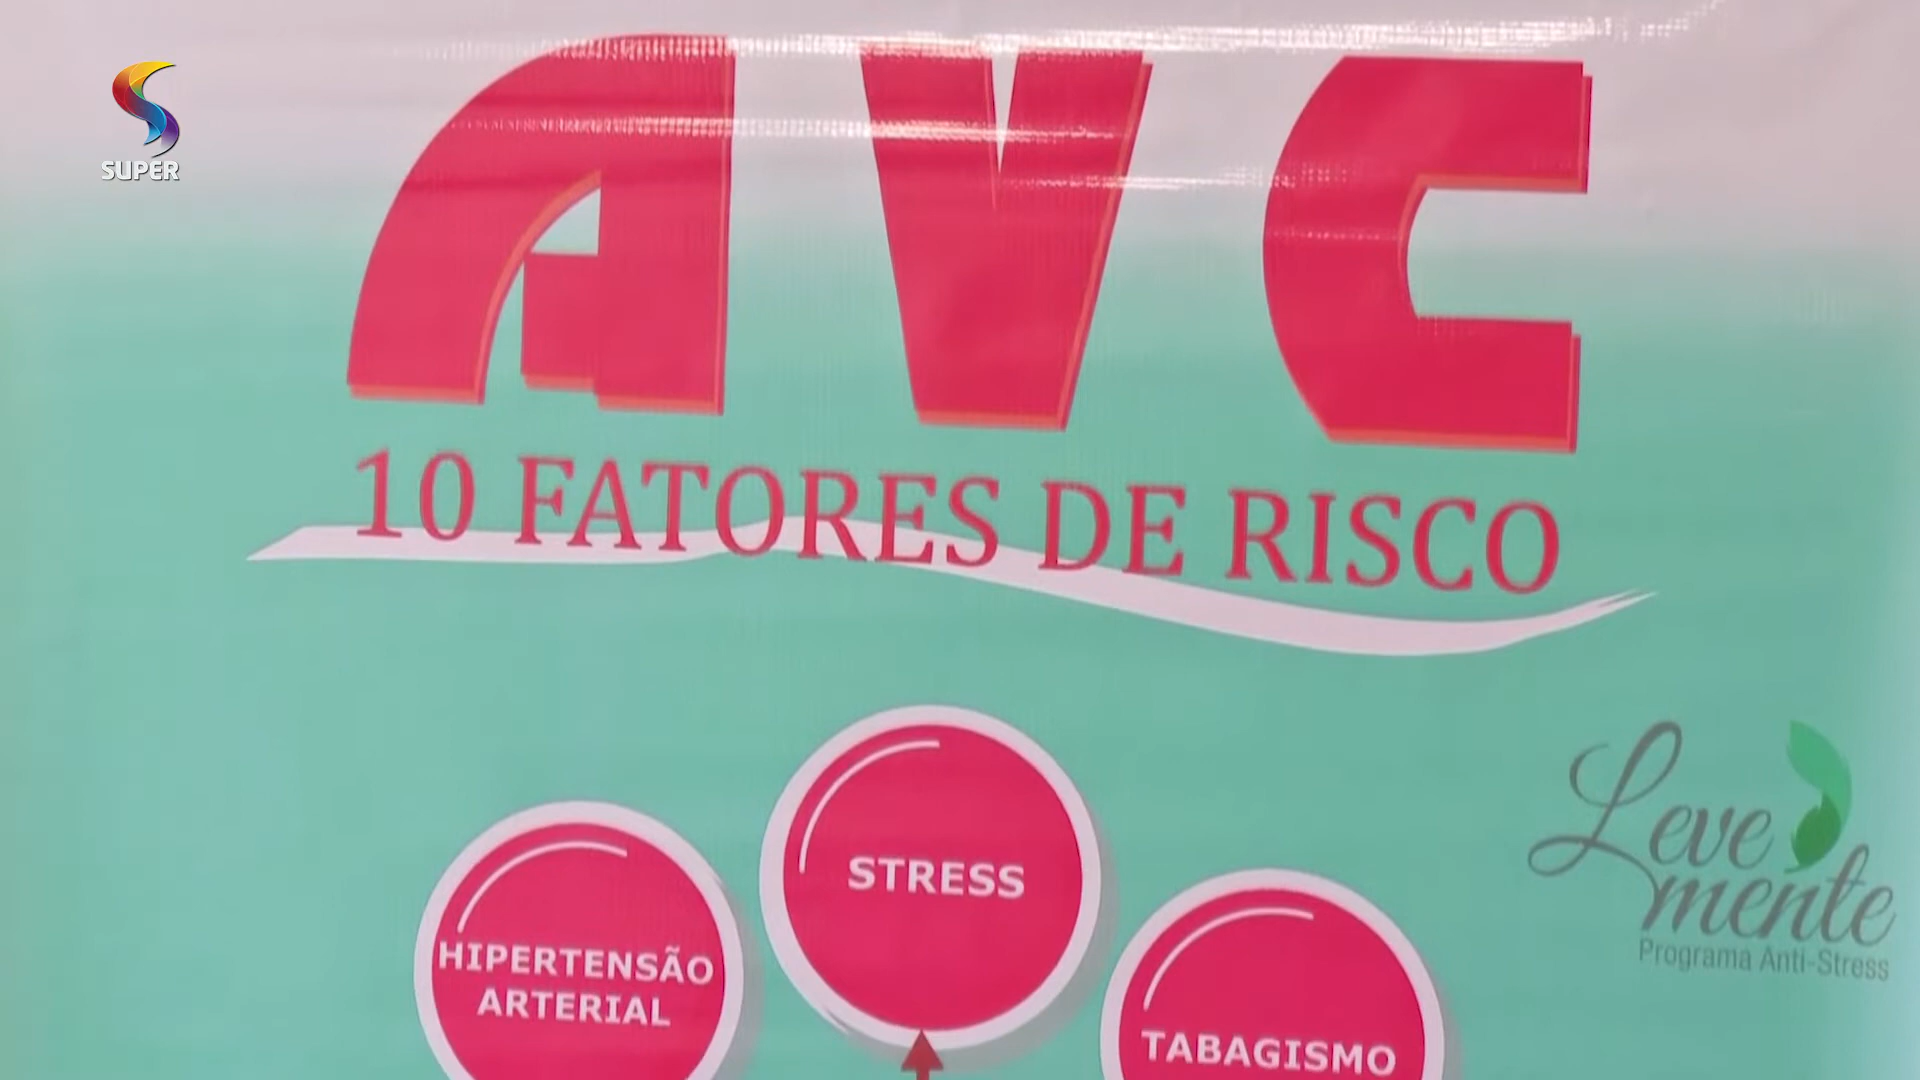 SUPER
AVC
10 FATORES DE RISCO
STRESS
HIPERTENSÃO
ARTERIAL
TABAGISMO
Leve
mente
Programa Anti-Stress